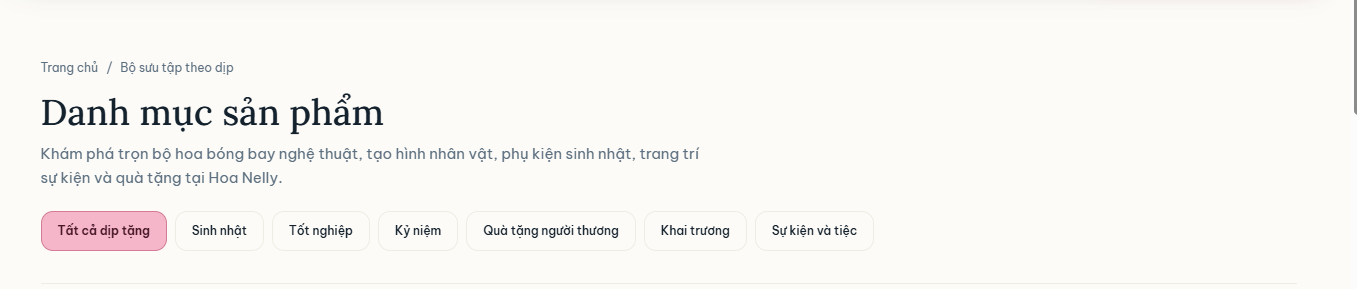 Trang chủ / Bộ sưu tập theo dịp
Danh mục sản phẩm
Khám phá trọn bộ hoa bóng bay nghệ thuật, tạo hình nhân vật, phụ kiện sinh nhật, trang trí
sự kiện và quà tặng tại Hoa Nelly.
Tất cả dịp tặng Sinh nhật Tốt nghiệp Kỷ niệm Quà tặng người thương Khai trương Sự kiện và tiệc